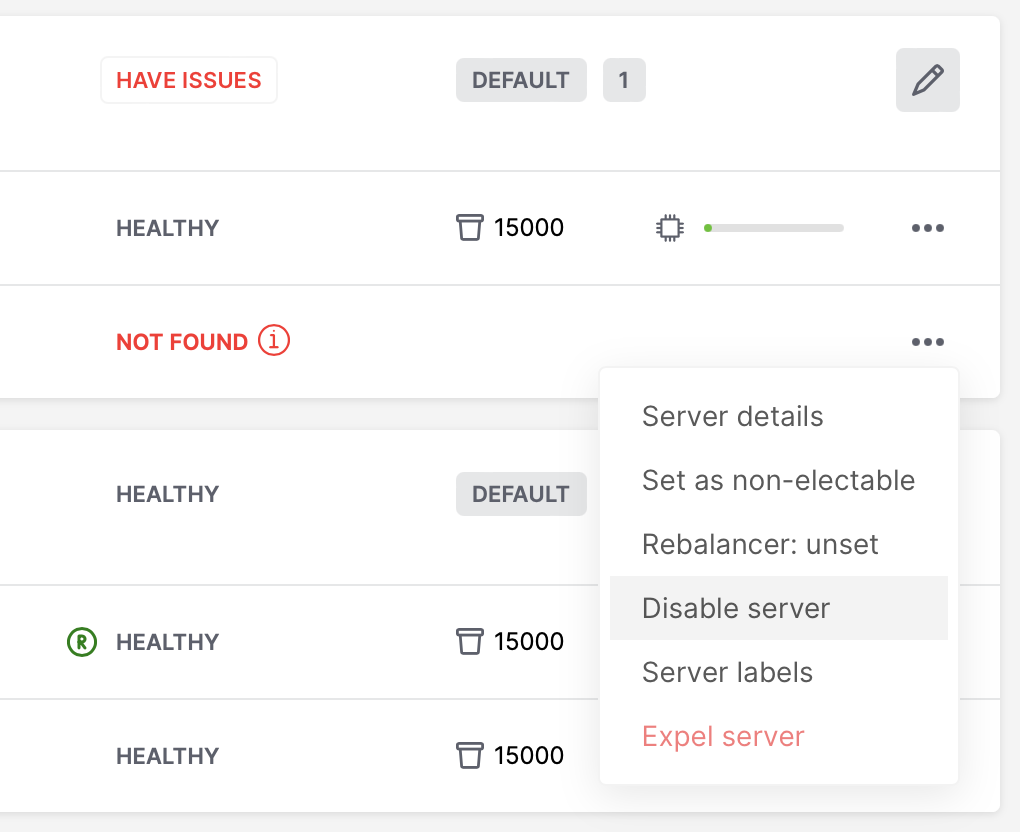 HAVE ISSUES DEFAULT 1
HEALTHY 15000
NOT FOUND i
Server details
Set as non-electable
HEALTHY DEFAULT
Rebalancer: unset
Disable server
R HEALTHY 15000
Server labels
Expel server
HEALTHY 15000